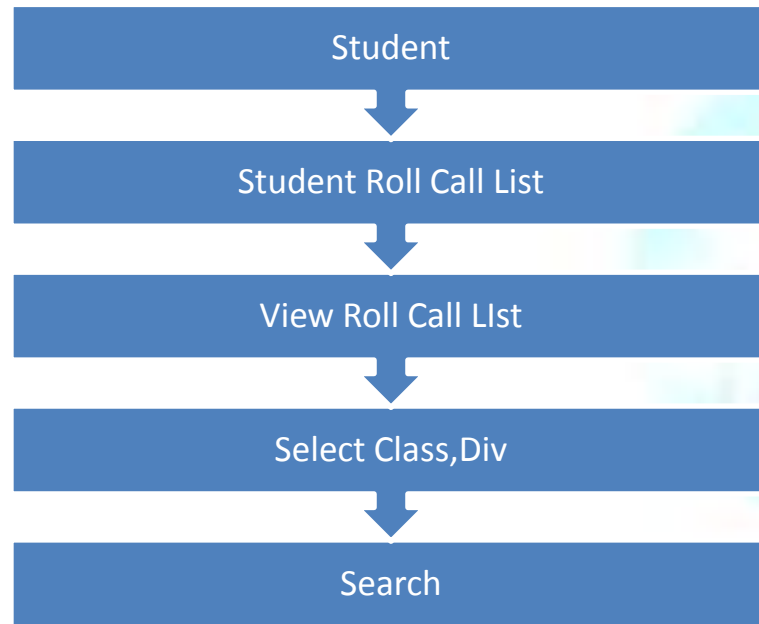 Student
Student Roll Call List
View Roll Call LIst
Select Class,Div
Search